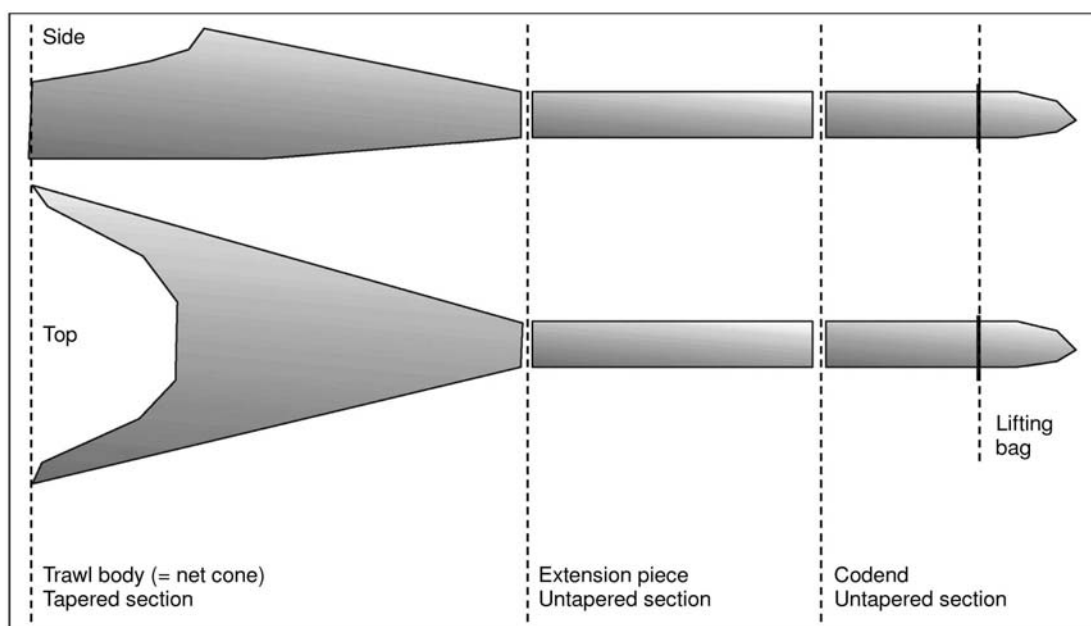 Side
Top
Lifting
bag
Trawl body (= net cone)
Tapered section
Extension piece
Untapered section
Codend
Untapered section